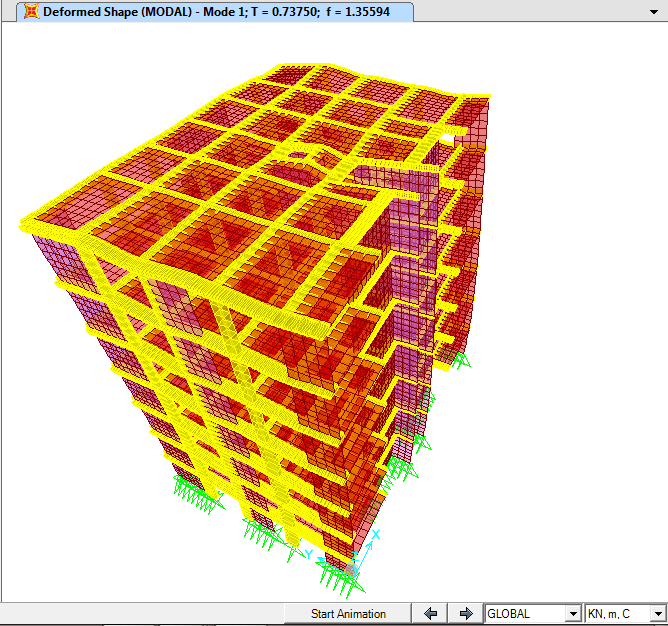 Deformed Shape (MODAL) - Mode 1; T = 0.73750;  f = 1.35594
X
Y
Start Animation
GLOBAL
KN, m, C